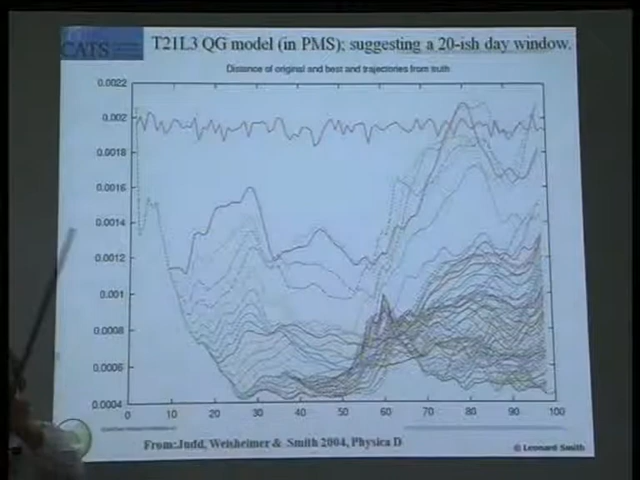 CATS
T21L3 QG model (in PMS); suggesting a 20-ish day window.
Distance of original and best and trajectories from truth
0.0022
0.002
0.0018
0.0016
0.0014
0.0012
0.001
0.0008
0.0006
0.0004
0 10 20 30 40 50 60 70 80 90 100
From:Judd, Weisheimer & Smith 2004, Physica D
© Leonard Smith